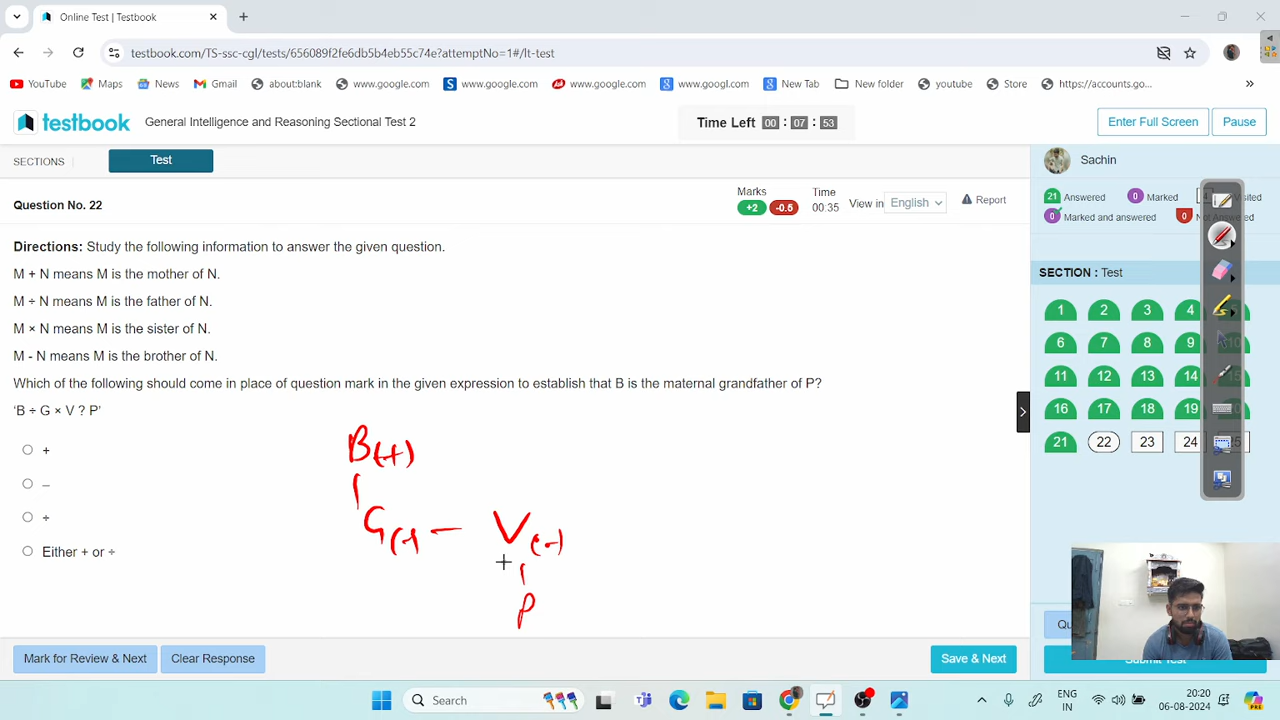 Online Test | Testbook
testbook.com/TS-ssc-cgl/tests/656089f2fe6db5b4eb55c74e?attemptNo=1#/lt-test
YouTube Maps News Gmail about:blank www.google.com www.google.com www.google.com www.googl.com New Tab New folder youtube Store https://accounts.go...
testbook General Intelligence and Reasoning Sectional Test 2 Time Left 00 : 07 : 53 Enter Full Screen Pause
SECTIONS Test Sachin
Marks Time
+2 -0.5 00:35 View in English Report
Question No. 22
21 Answered 0 Marked
0 Marked and answered 0
Directions: Study the following information to answer the given question.
M + N means M is the mother of N.
M ÷ N means M is the father of N.
M × N means M is the sister of N.
M - N means M is the brother of N.
Which of the following should come in place of question mark in the given expression to establish that B is the maternal grandfather of P?
'B ÷ G × V ? P'
+
–
÷
Either + or ÷
B(+)
G(-) – V(-)
P
SECTION : Test
1 2 3 4
6 7 8 9 10
11 12 13 14
16 17 18 19
21 22 23 24 25
Mark for Review & Next Clear Response Save & Next Submit Test
Search
ENG
IN
20:20
06-08-2024